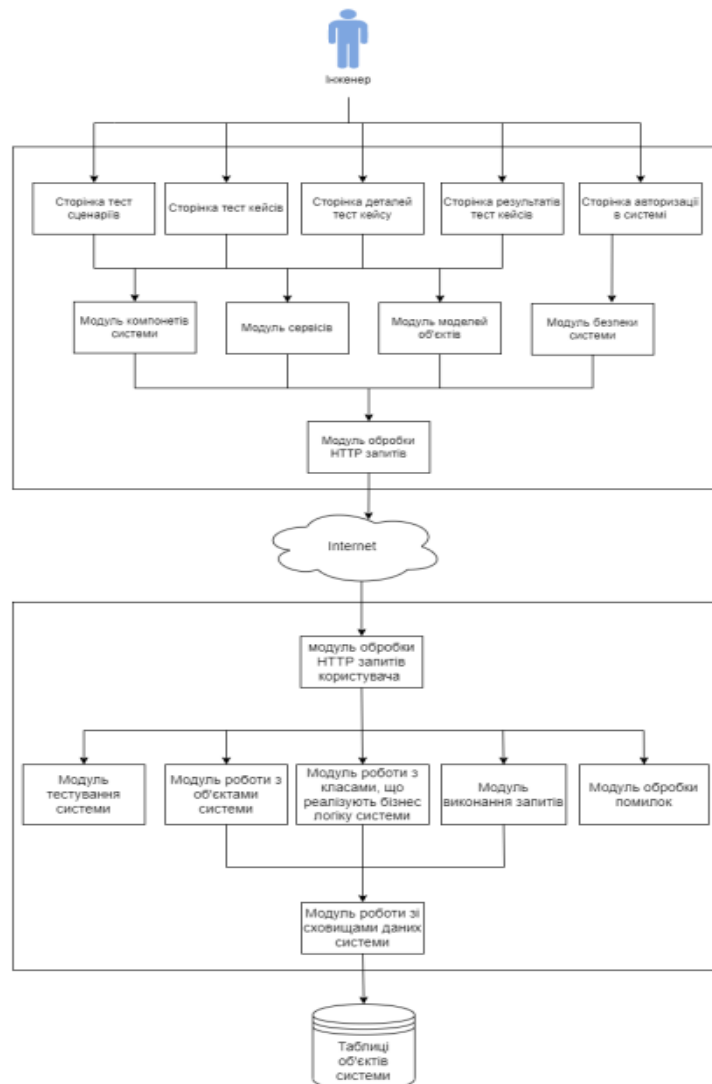 Інженер
Сторінка тест
сценаріїв
Сторінка тест кейсів
Сторінка деталей
тест кейсу
Сторінка результатів
тест кейсів
Сторінка авторизації
в системі
Модуль компонетів
системи
Модуль сервісів
Модуль моделей
об'єктів
Модуль безпеки
системи
Модуль обробки
HTTP запитів
Internet
модуль обробки
HTTP запитів
користувача
Модуль
тестування
системи
Модуль роботи з
об'єктами
системи
Модуль роботи з
класами, що
реалізують бізнес
логіку системи
Модуль
виконання запитів
Модуль обробки
помилок
Модуль роботи зі
сховищами даних
системи
Таблиці
об'єктів
системи